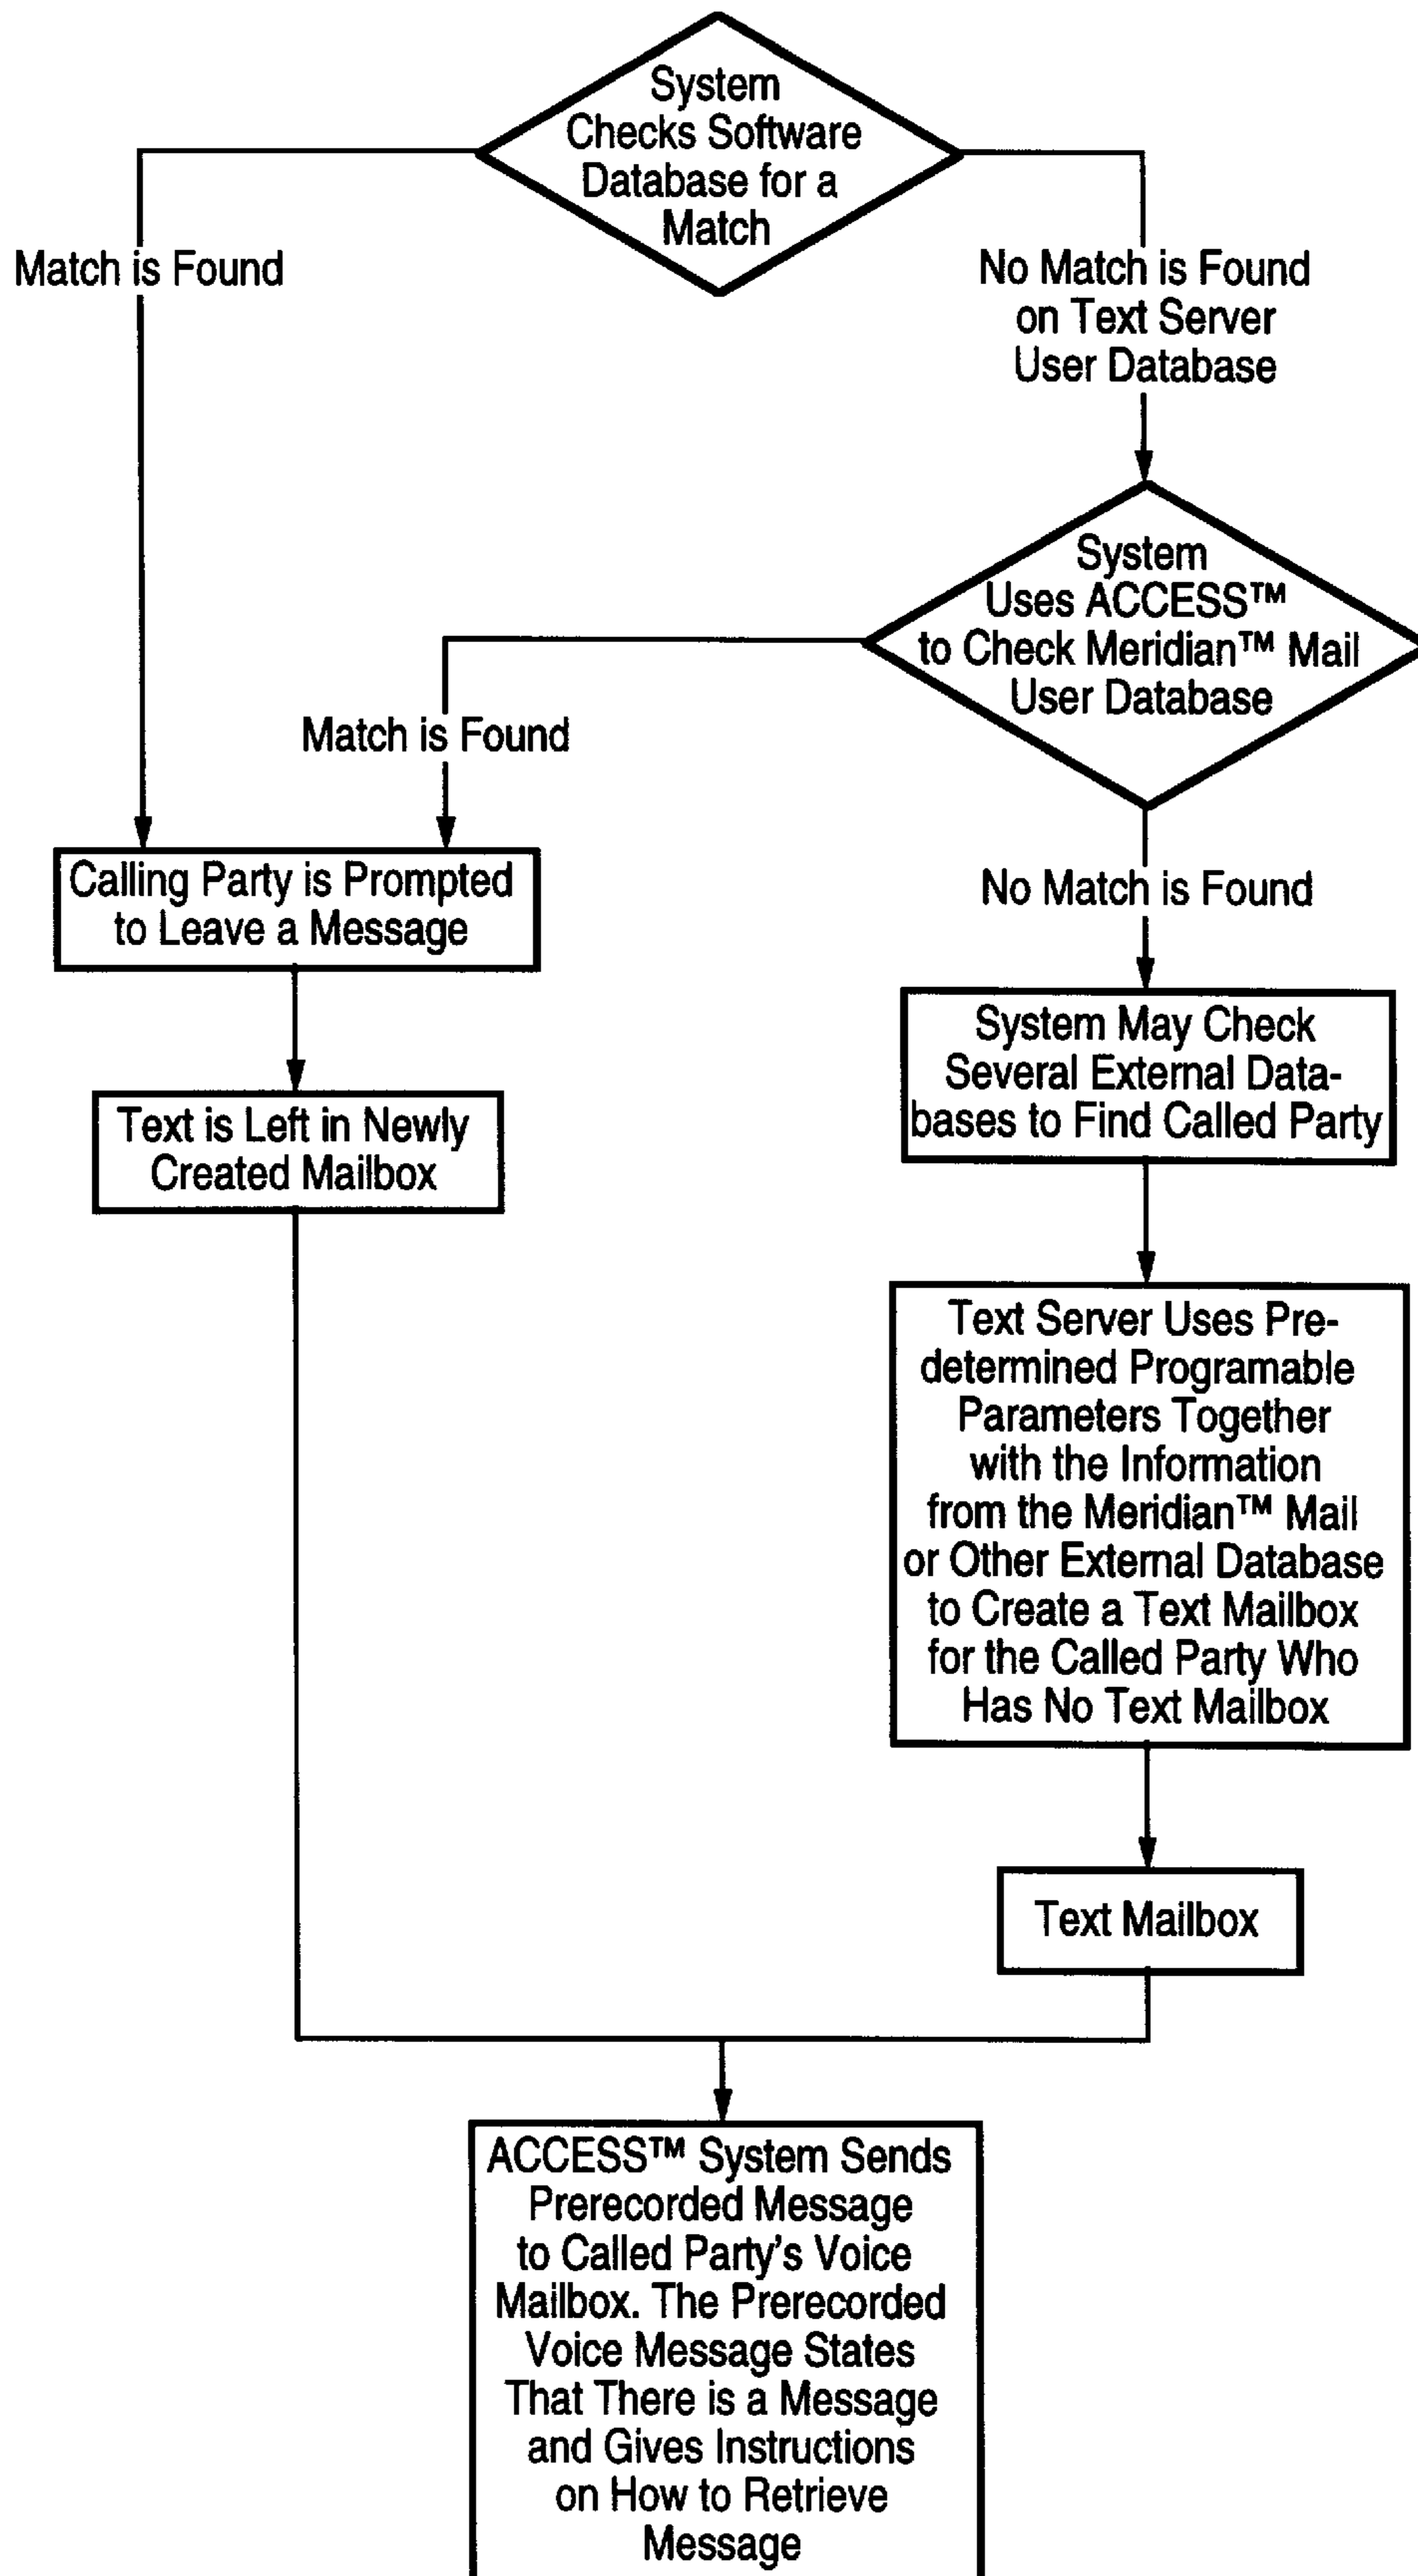 System
Checks Software
Database for a
Match
Match is Found
No Match is Found
on Text Server
User Database
System
Uses ACCESS™
to Check Meridian™ Mail
User Database
Match is Found
No Match is Found
Calling Party is Prompted
to Leave a Message
System May Check
Several External Data-
bases to Find Called Party
Text is Left in Newly
Created Mailbox
Text Server Uses Pre-
determined Programable
Parameters Together
with the Information
from the Meridian™ Mail
or Other External Database
to Create a Text Mailbox
for the Called Party Who
Has No Text Mailbox
Text Mailbox
ACCESS™ System Sends
Prerecorded Message
to Called Party's Voice
Mailbox. The Prerecorded
Voice Message States
That There is a Message
and Gives Instructions
on How to Retrieve
Message